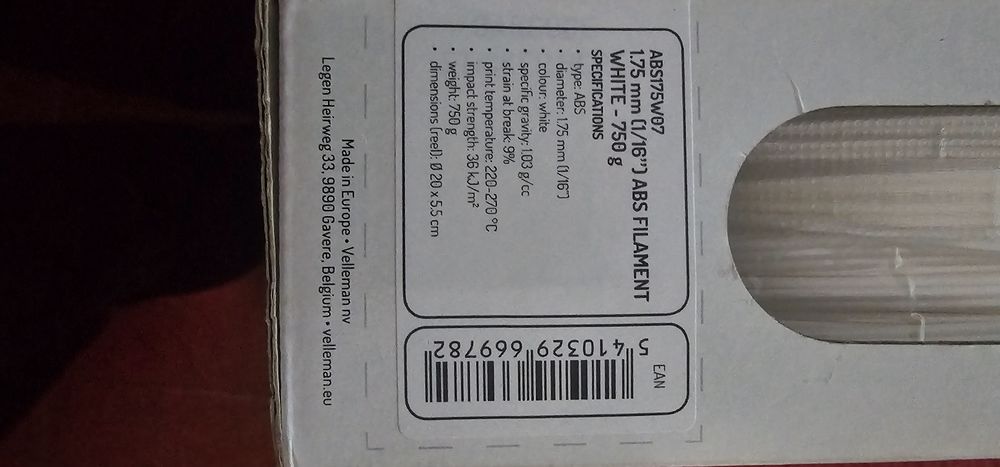 ABS175W07
1.75 mm (1/16") ABS FILAMENT
WHITE - 750 g
SPECIFICATIONS
• type: ABS
• diameter: 1.75 mm (1/16")
• colour: white
• specific gravity: 1.03 g/cc
• strain at break: 9%
• print temperature: 220-270 °C
• impact strength: 36 kJ/m²
• weight: 750 g
• dimensions (reel): Ø 20 x 5.5 cm
EAN
5 410329 669782
Made in Europe • Velleman nv
Legen Heirweg 33, 9890 Gavere, Belgium • velleman.eu